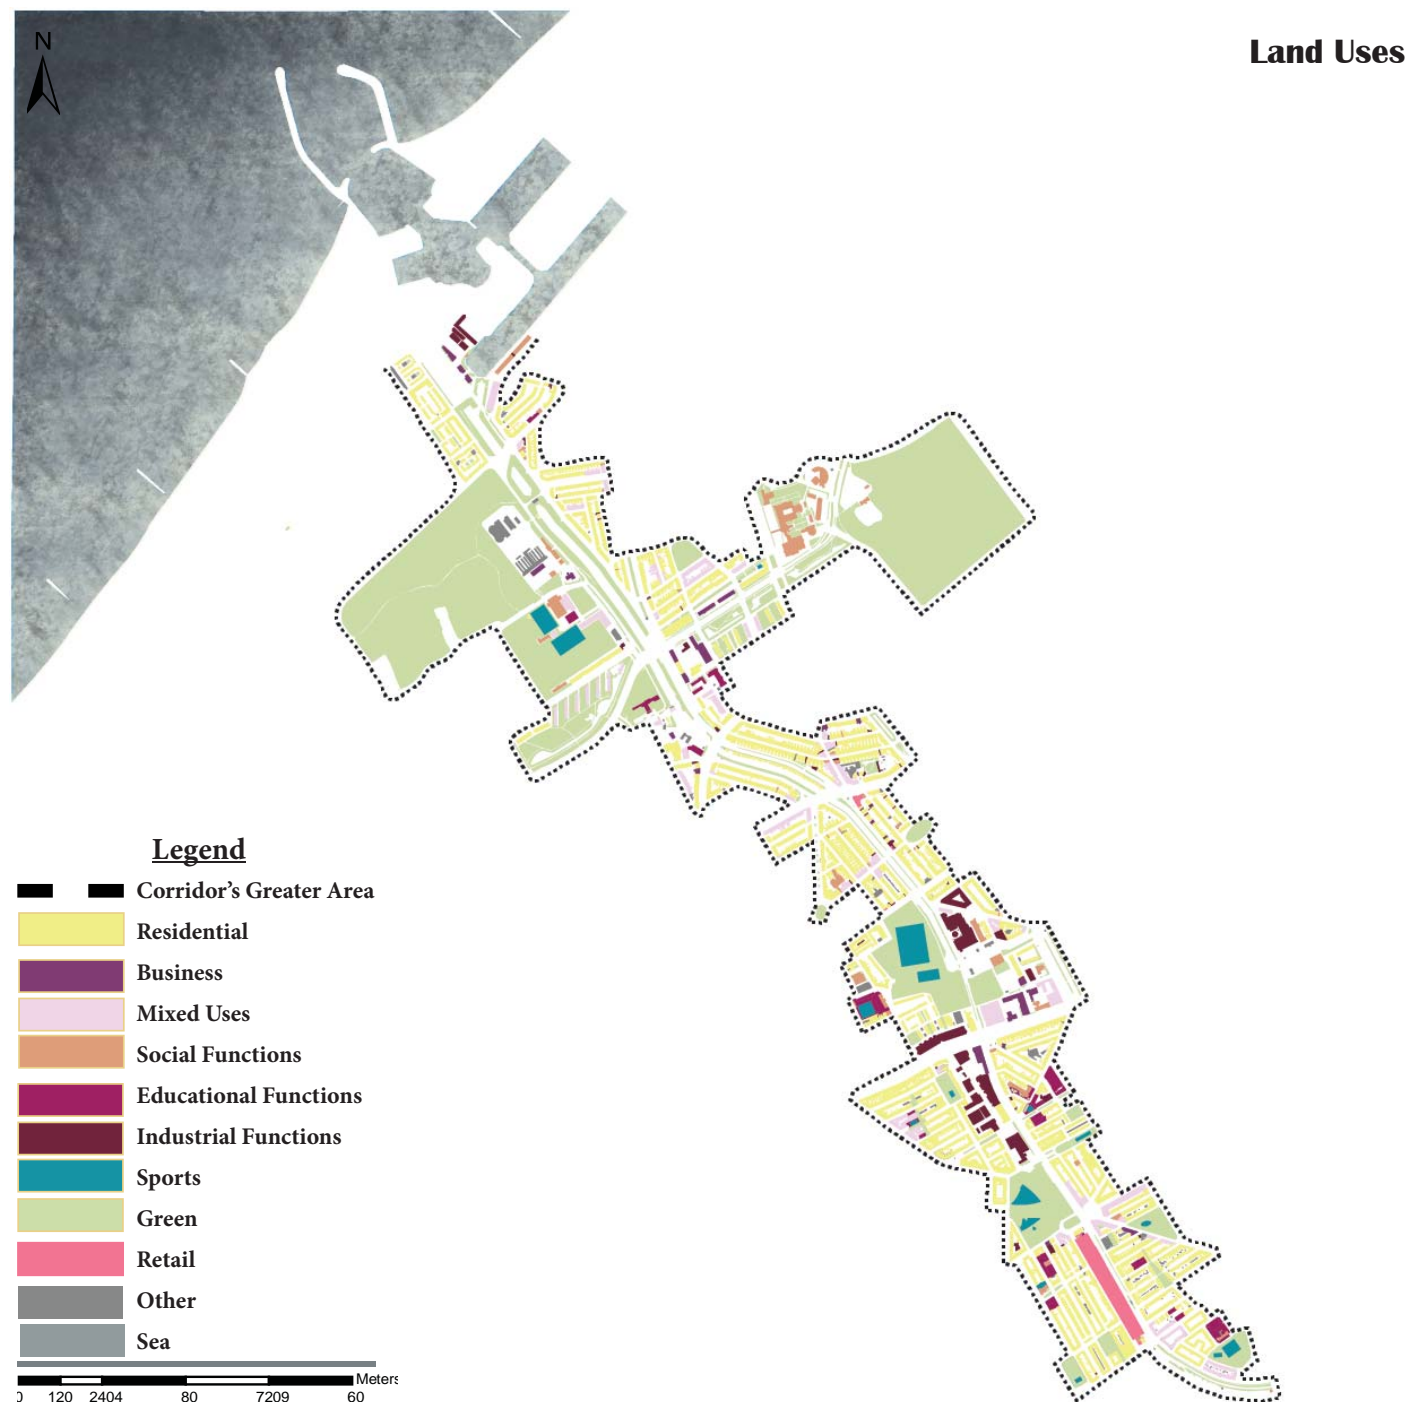 N
Land Uses
Legend
Corridor's Greater Area
Residential
Business
Mixed Uses
Social Functions
Educational Functions
Industrial Functions
Sports
Green
Retail
Other
Sea
Meters
0 120 2404 80 7209 60